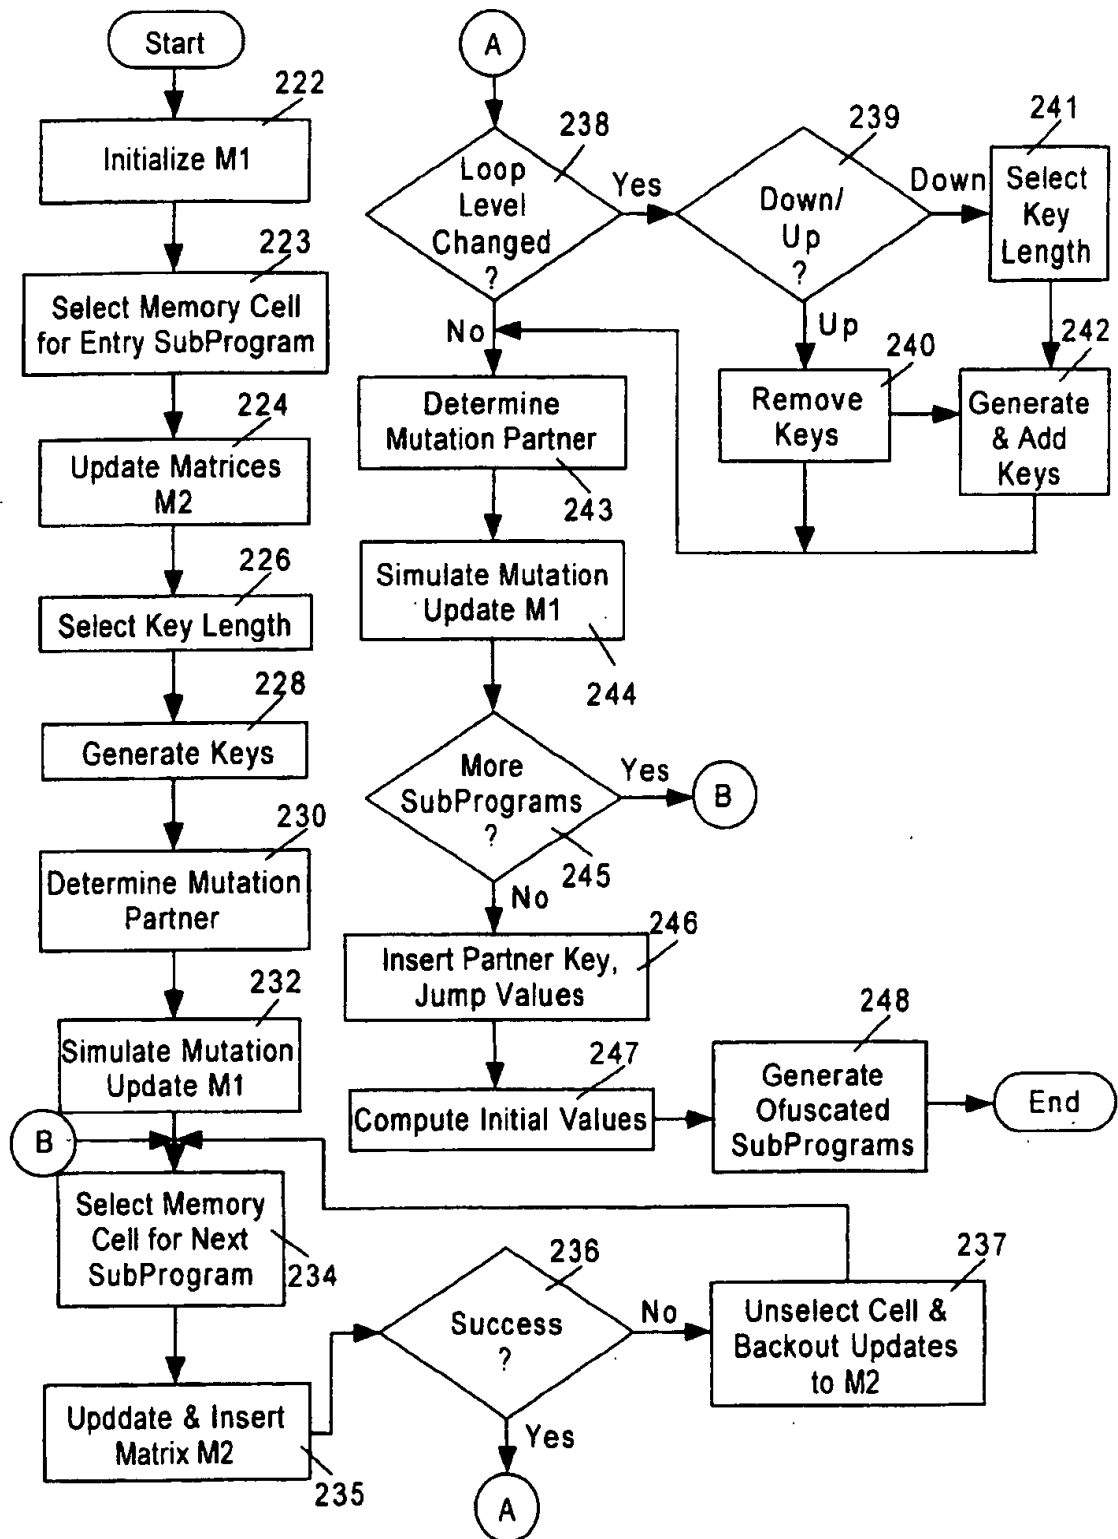 Start
222
Initialize M1
223
Select Memory Cell
for Entry SubProgram
224
Update Matrices
M2
226
Select Key Length
228
Generate Keys
230
Determine Mutation
Partner
232
Simulate Mutation
Update M1
B
Select Memory
Cell for Next
SubProgram
234
Upddate & Insert
Matrix M2
235
236
Success
?
No
Yes
A
237
Unselect Cell &
Backout Updates
to M2
A
238
Loop
Level
Changed
?
Yes
No
239
Down/
Up
?
Down
Up
241
Select
Key
Length
240
Remove
Keys
242
Generate
& Add
Keys
Determine
Mutation Partner
243
Simulate Mutation
Update M1
244
More
SubPrograms
?
245
Yes
B
No
246
Insert Partner Key,
Jump Values
247
Compute Initial Values
248
Generate
Ofuscated
SubPrograms
End